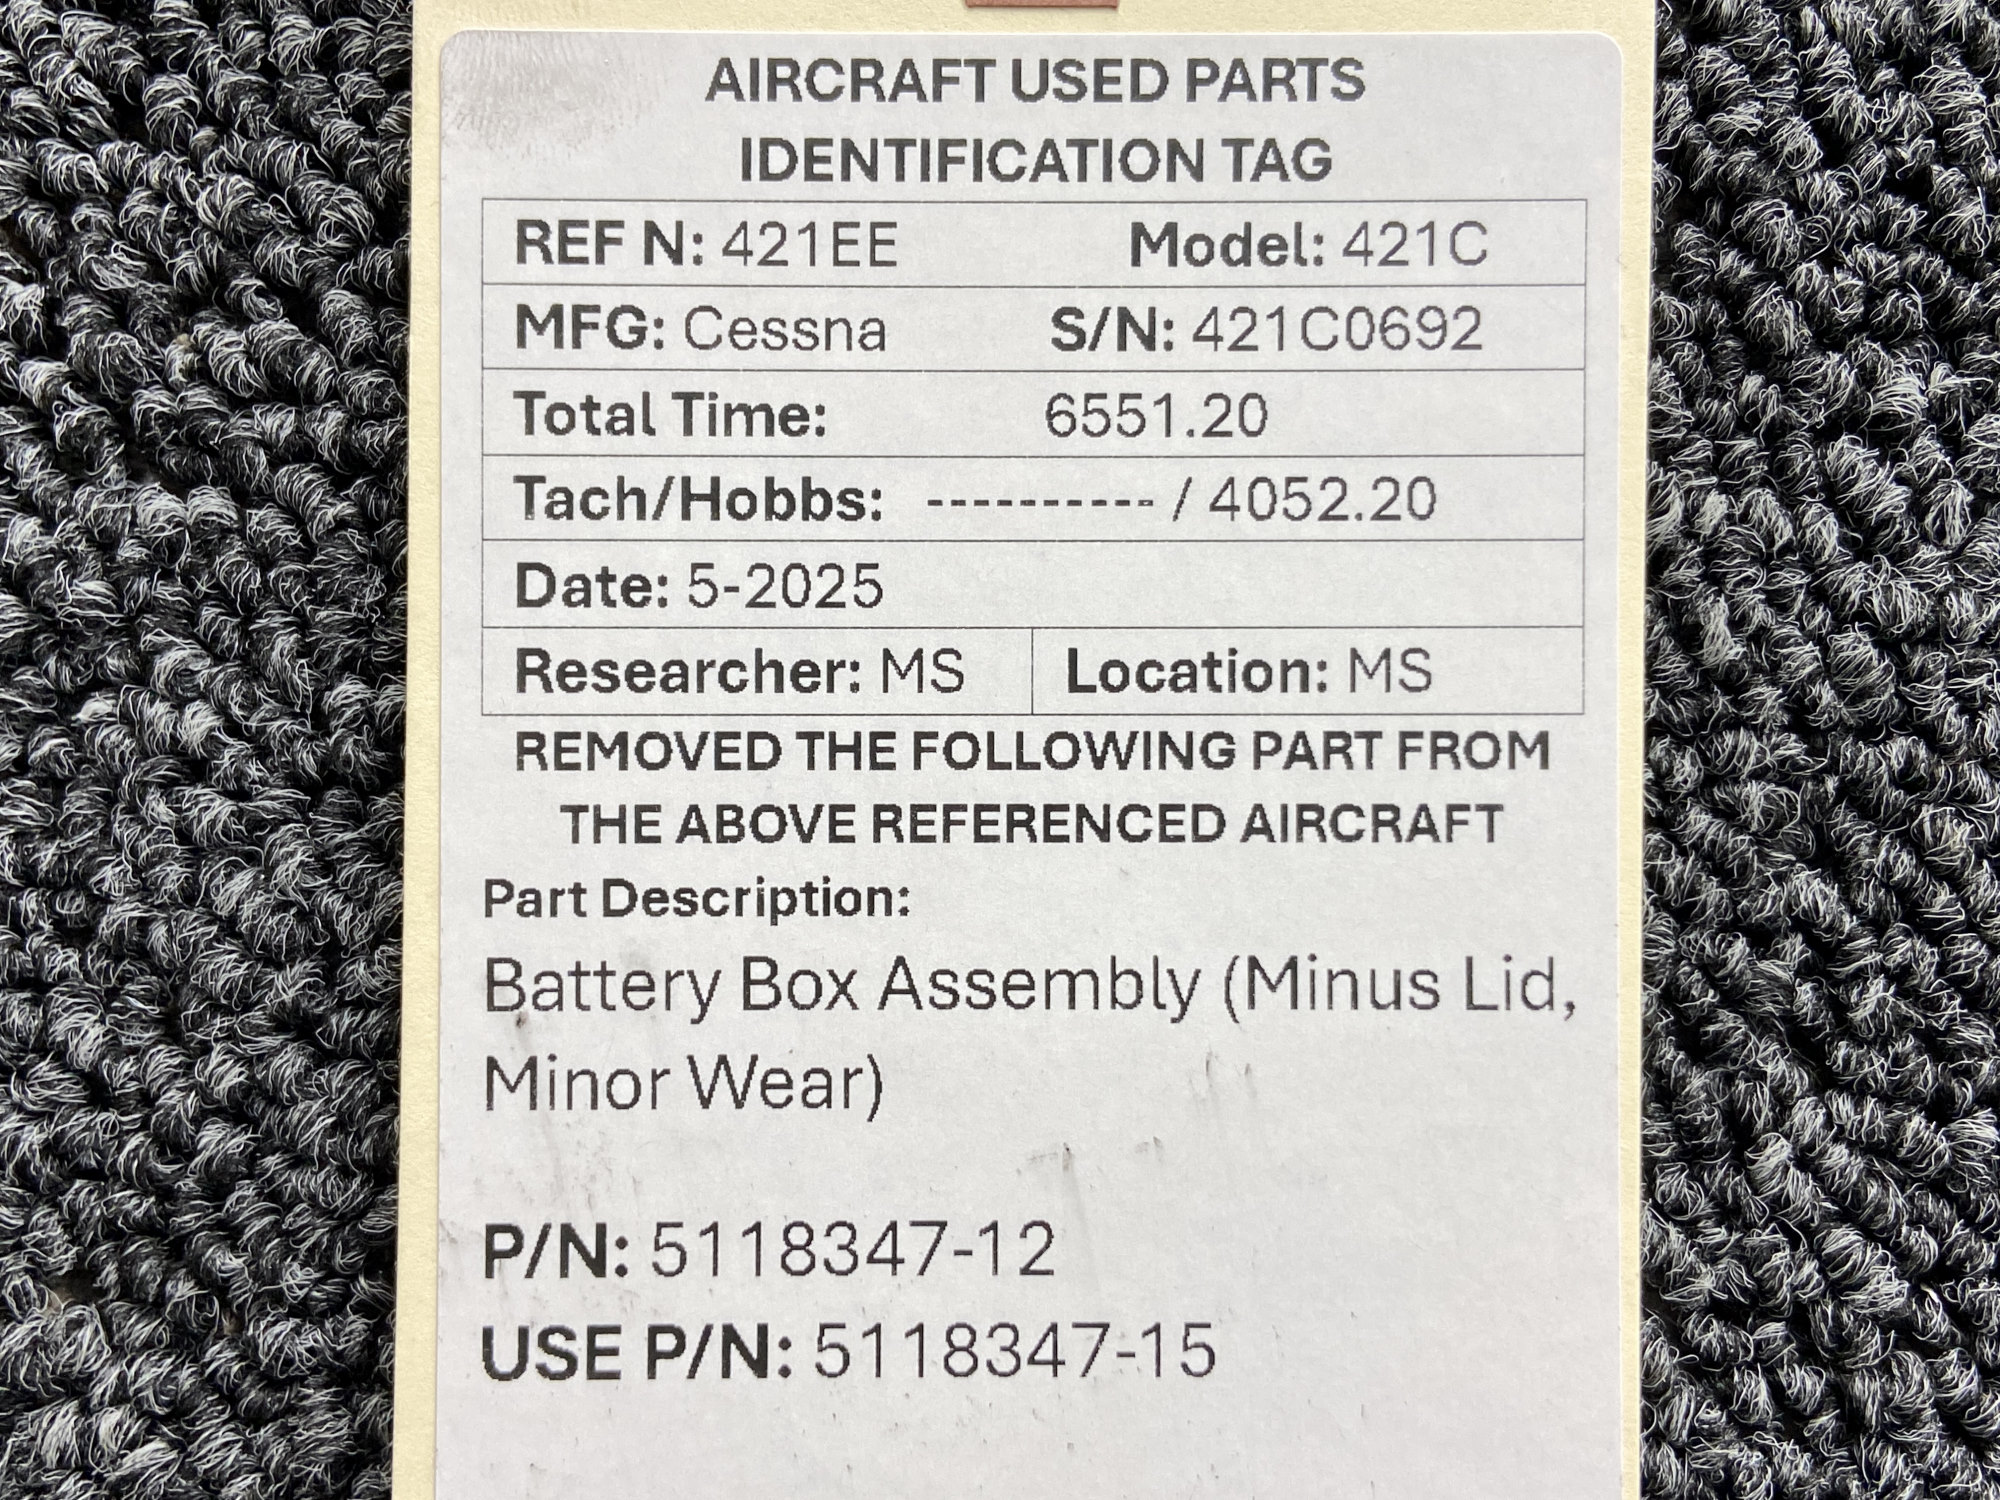 AIRCRAFT USED PARTS
IDENTIFICATION TAG
REF N: 421EE Model: 421C
MFG: Cessna S/N: 421C0692
Total Time: 6551.20
Tach/Hobbs: ---------- / 4052.20
Date: 5-2025
Researcher: MS Location: MS
REMOVED THE FOLLOWING PART FROM
THE ABOVE REFERENCED AIRCRAFT
Part Description:
Battery Box Assembly (Minus Lid,
Minor Wear)
P/N: 5118347-12
USE P/N: 5118347-15